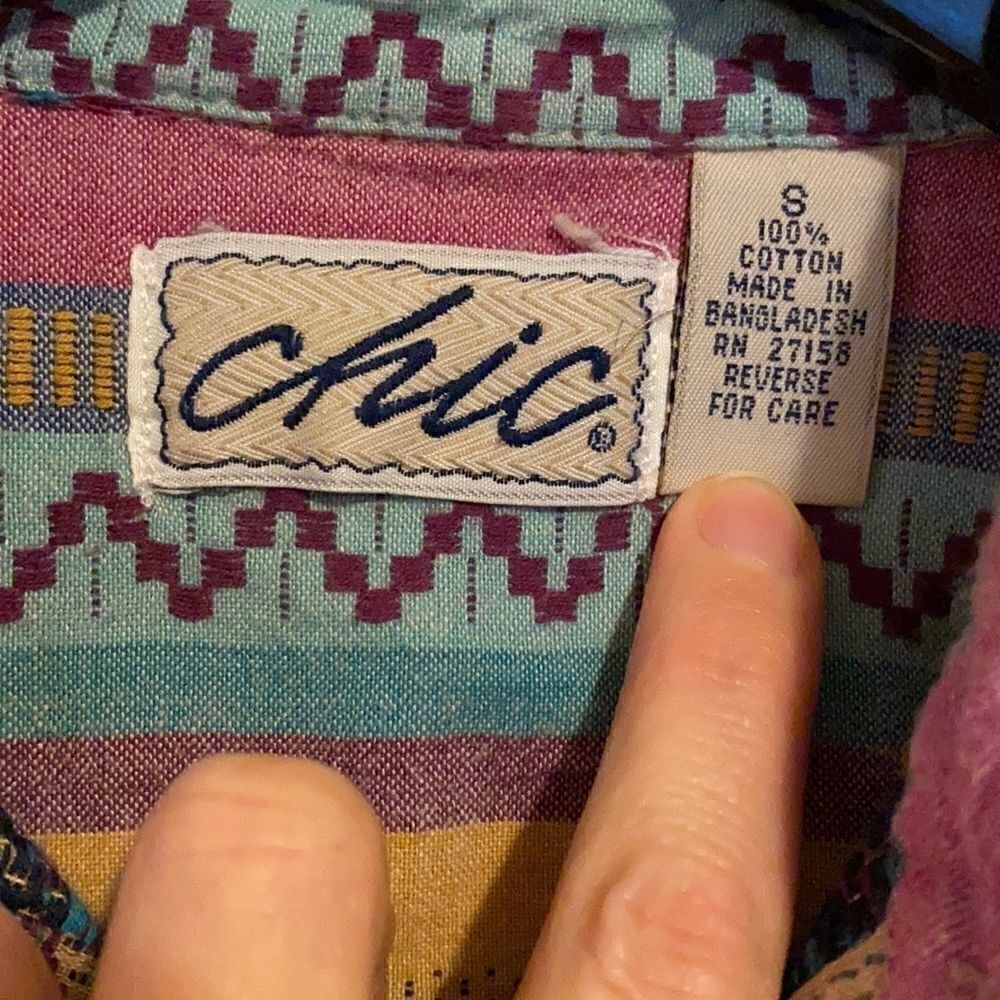 chic®
S
100%
COTTON
MADE IN
BANGLADESH
RN 27158
REVERSE
FOR CARE